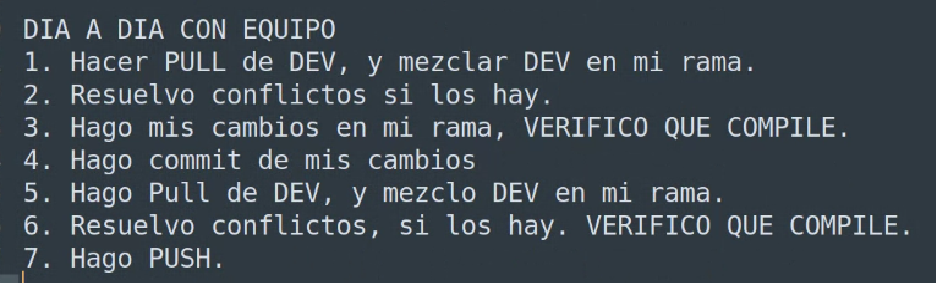 DIA A DIA CON EQUIPO
1. Hacer PULL de DEV, y mezclar DEV en mi rama.
2. Resuelvo conflictos si los hay.
3. Hago mis cambios en mi rama, VERIFICO QUE COMPILE.
4. Hago commit de mis cambios
5. Hago Pull de DEV, y mezclo DEV en mi rama.
6. Resuelvo conflictos, si los hay. VERIFICO QUE COMPILE.
7. Hago PUSH.